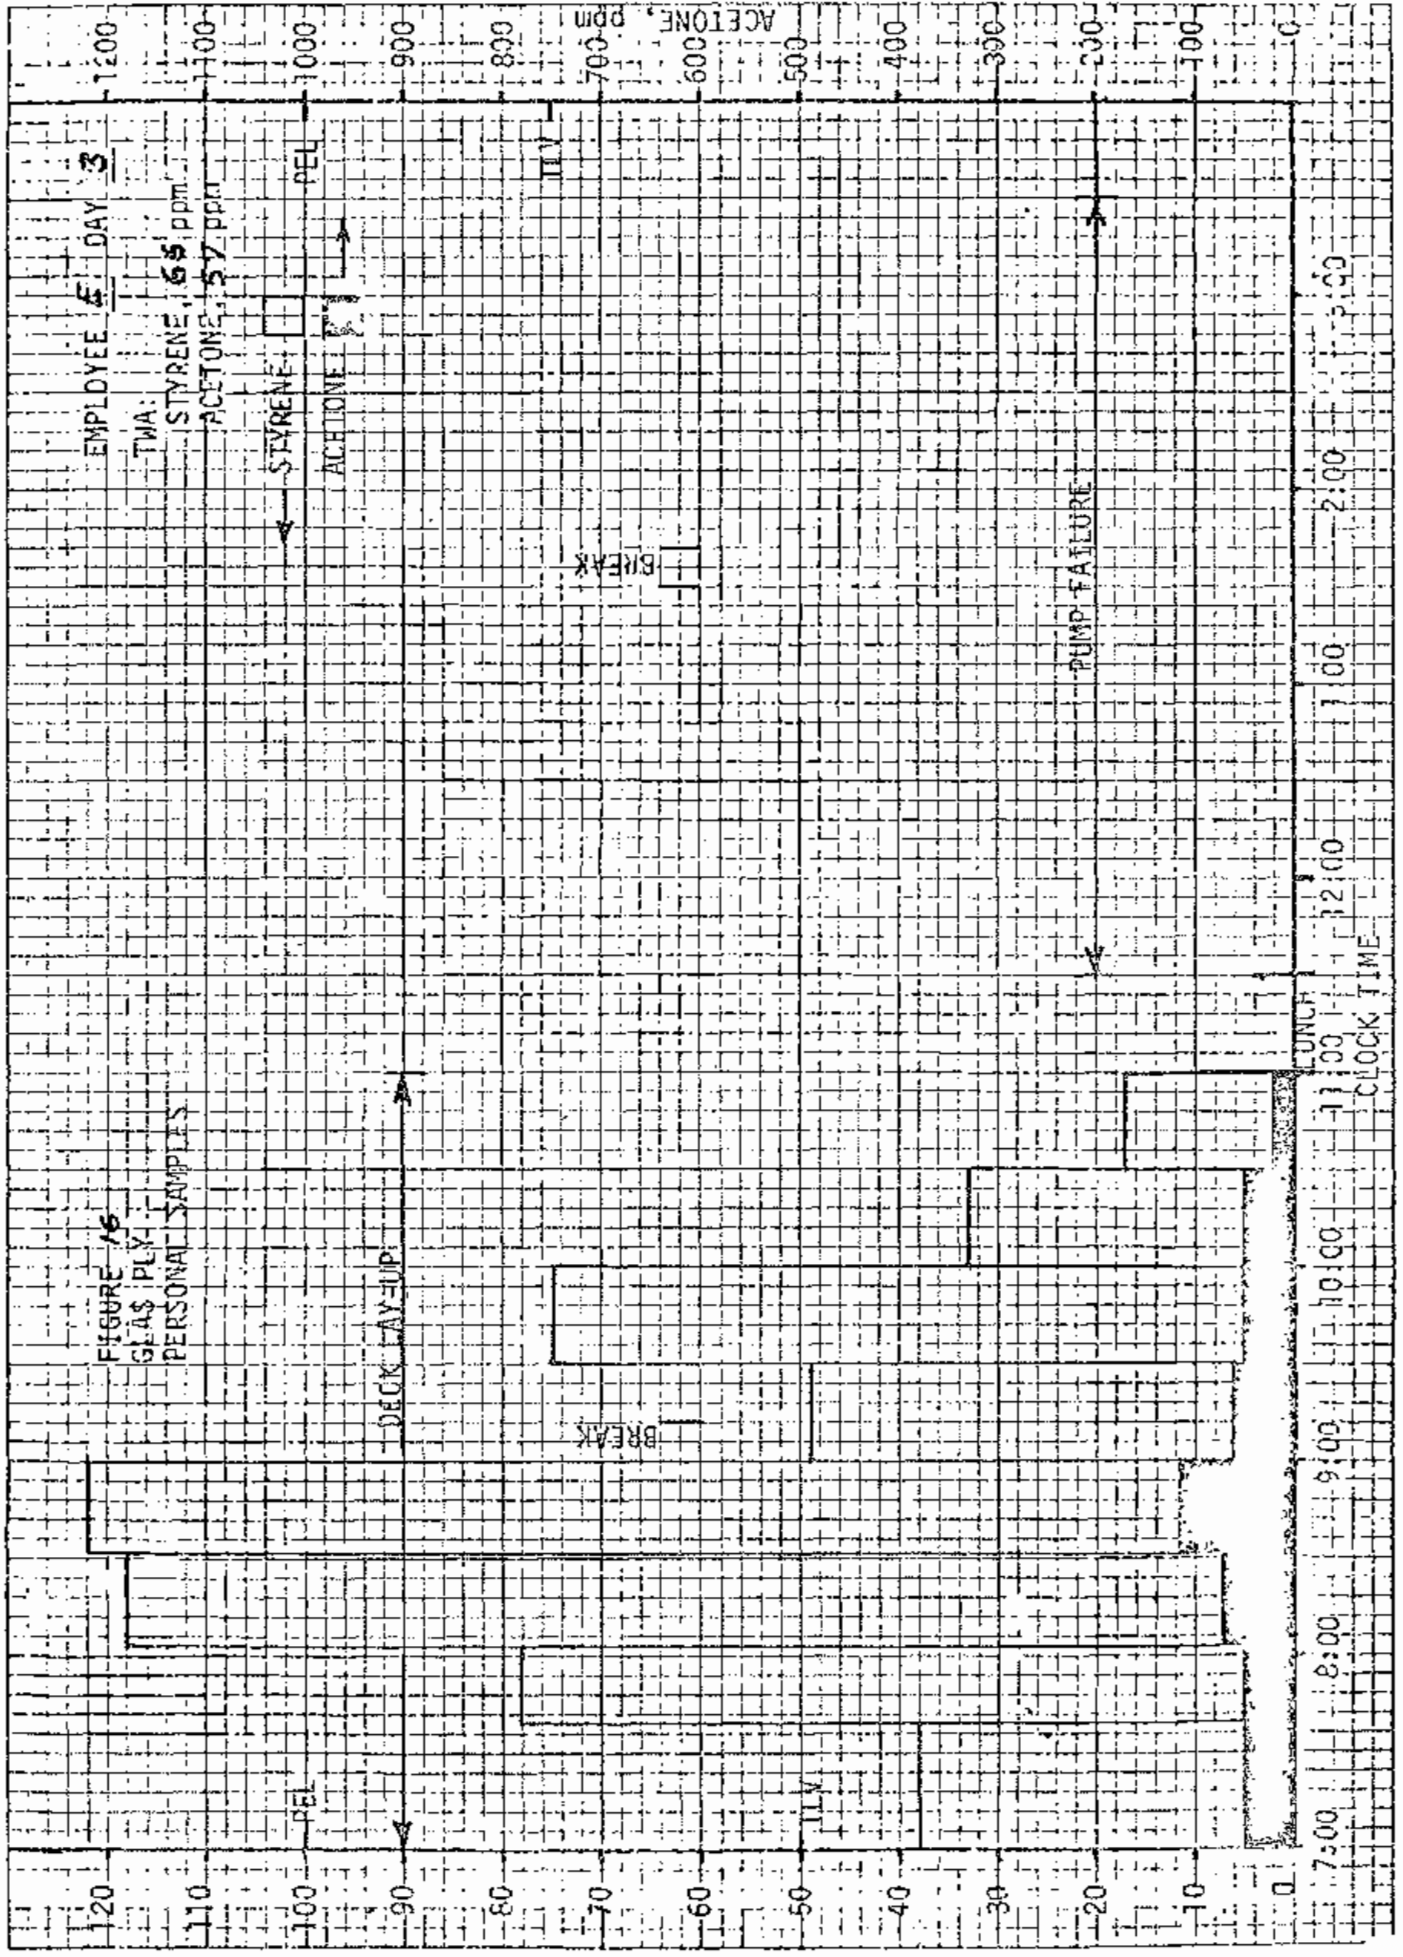 FIGURE 16
GLAS PLY
PERSONAL SAMPLES
EMPLOYEE E DAY 3
TWA:
STYRENE, 65 ppm
ACETONE, 57 ppm
STYRENE
ACETONE
PEL
PEL
DECK LAY-UP
BREAK
BREAK
TLV
TLV
PUMP FAILURE
LUNCH
120
110
100
90
80
70
60
50
40
30
20
10
0
1200
1100
1000
900
800
700
600
500
400
300
200
100
0
ACETONE, ppm
7:00 8:00 9:00 10:00 11:00 12:00 1:00 2:00 3:00
CLOCK TIME